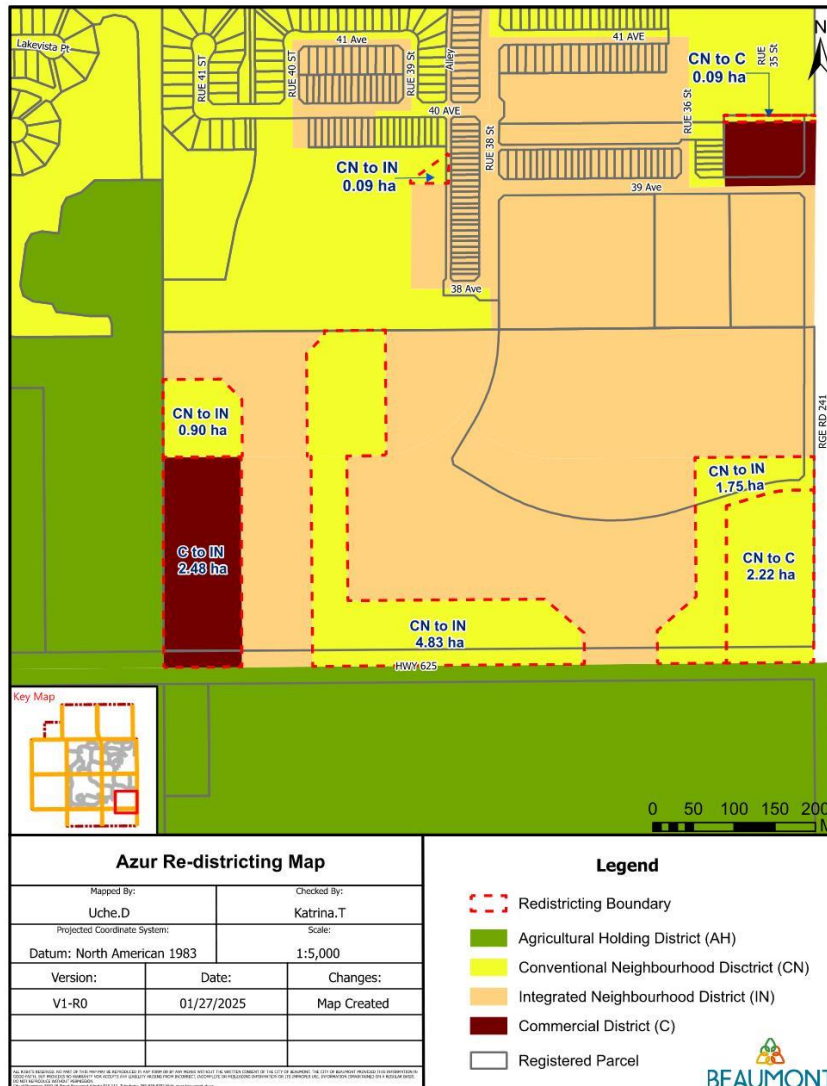 Lakevista Pt
RUE 41 ST
RUE 40 ST
41 Ave
RUE 39 St
Alley
41 AVE
CN to C
0.09 ha
RUE
35 St
N
40 AVE
RUE 38 St
RUE 36 St
CN to IN
0.09 ha
39 Ave
38 Ave
RGE RD 241
CN to IN
0.90 ha
CN to IN
1.75 ha
C to IN
2.48 ha
CN to C
2.22 ha
CN to IN
4.83 ha
HWY 625
Key Map
0 50 100 150 200
M
Azur Re-districting Map
Mapped By:
Uche.D
Checked By:
Katrina.T
Projected Coordinate System:
Datum: North American 1983
Scale:
1:5,000
Version:
Date:
Changes:
V1-R0
01/27/2025
Map Created
Legend
Redistricting Boundary
Agricultural Holding District (AH)
Conventional Neighbourhood Disctrict (CN)
Integrated Neighbourhood District (IN)
Commercial District (C)
Registered Parcel
BEAUMONT